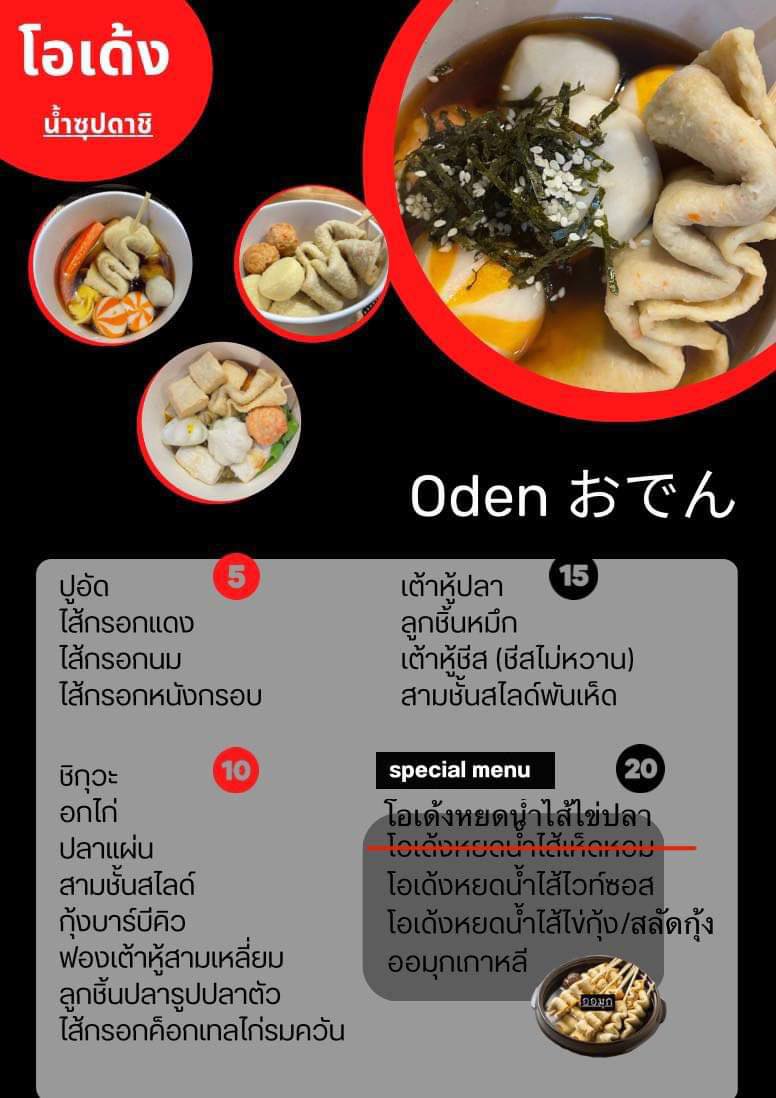 โอเด้ง
น้ำซุปดาชิ
Oden おでん
5
ปูอัด
ไส้กรอกแดง
ไส้กรอกนม
ไส้กรอกหนังกรอบ
15
เต้าหู้ปลา
ลูกชิ้นหมึก
เต้าหู้ชีส (ชีสไม่หวาน)
สามชั้นสไลด์พันเห็ด
10
ชิกุวะ
อกไก่
ปลาแผ่น
สามชั้นสไลด์
กุ้งบาร์บีคิว
ฟองเต้าหู้สามเหลี่ยม
ลูกชิ้นปลารูปปลาตัว
ไส้กรอกค็อกเทลไก่รมควัน
special menu 20
โอเด้งหยดน้ำไส้ไข่ปลา
โอเด้งหยดน้ำไส้เห็ดหอม
โอเด้งหยดน้ำไส้ไวท์ซอส
โอเด้งหยดน้ำไส้ไข่กุ้ง/สลัดกุ้ง
ออมุกเกาหลี
ออมุก